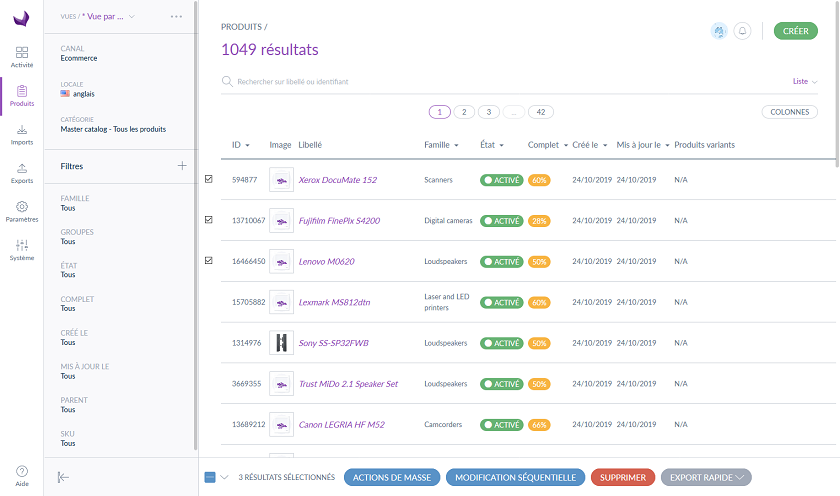 Activité
Produits
Imports
Exports
Paramètres
Système
Aide
VUES / * Vue par ...
CANAL
Ecommerce
LOCALE
anglais
CATÉGORIE
Master catalog - Tous les produits
Filtres
FAMILLE
Tous
GROUPES
Tous
ÉTAT
Tous
COMPLET
Tous
CRÉÉ LE
Tous
MIS À JOUR LE
Tous
PARENT
Tous
SKU
Tous
PRODUITS /
CRÉER
1049 résultats
Rechercher sur libellé ou identifiant
Liste
1 2 3 ... 42 COLONNES
ID Image Libellé Famille État Complet Créé le Mis à jour le Produits variants
594877 Xerox DocuMate 152 Scanners ACTIVÉ 60% 24/10/2019 24/10/2019 N/A
13710067 Fujifilm FinePix S4200 Digital cameras ACTIVÉ 28% 24/10/2019 24/10/2019 N/A
16466450 Lenovo M0620 Loudspeakers ACTIVÉ 50% 24/10/2019 24/10/2019 N/A
15705882 Lexmark MS812dtn Laser and LED printers ACTIVÉ 60% 24/10/2019 24/10/2019 N/A
1314976 Sony SS-SP32FWB Loudspeakers ACTIVÉ 50% 24/10/2019 24/10/2019 N/A
3669355 Trust MiDo 2.1 Speaker Set Loudspeakers ACTIVÉ 50% 24/10/2019 24/10/2019 N/A
13689212 Canon LEGRIA HF M52 Camcorders ACTIVÉ 66% 24/10/2019 24/10/2019 N/A
3 RÉSULTATS SÉLECTIONNÉS ACTIONS DE MASSE MODIFICATION SÉQUENTIELLE SUPPRIMER EXPORT RAPIDE